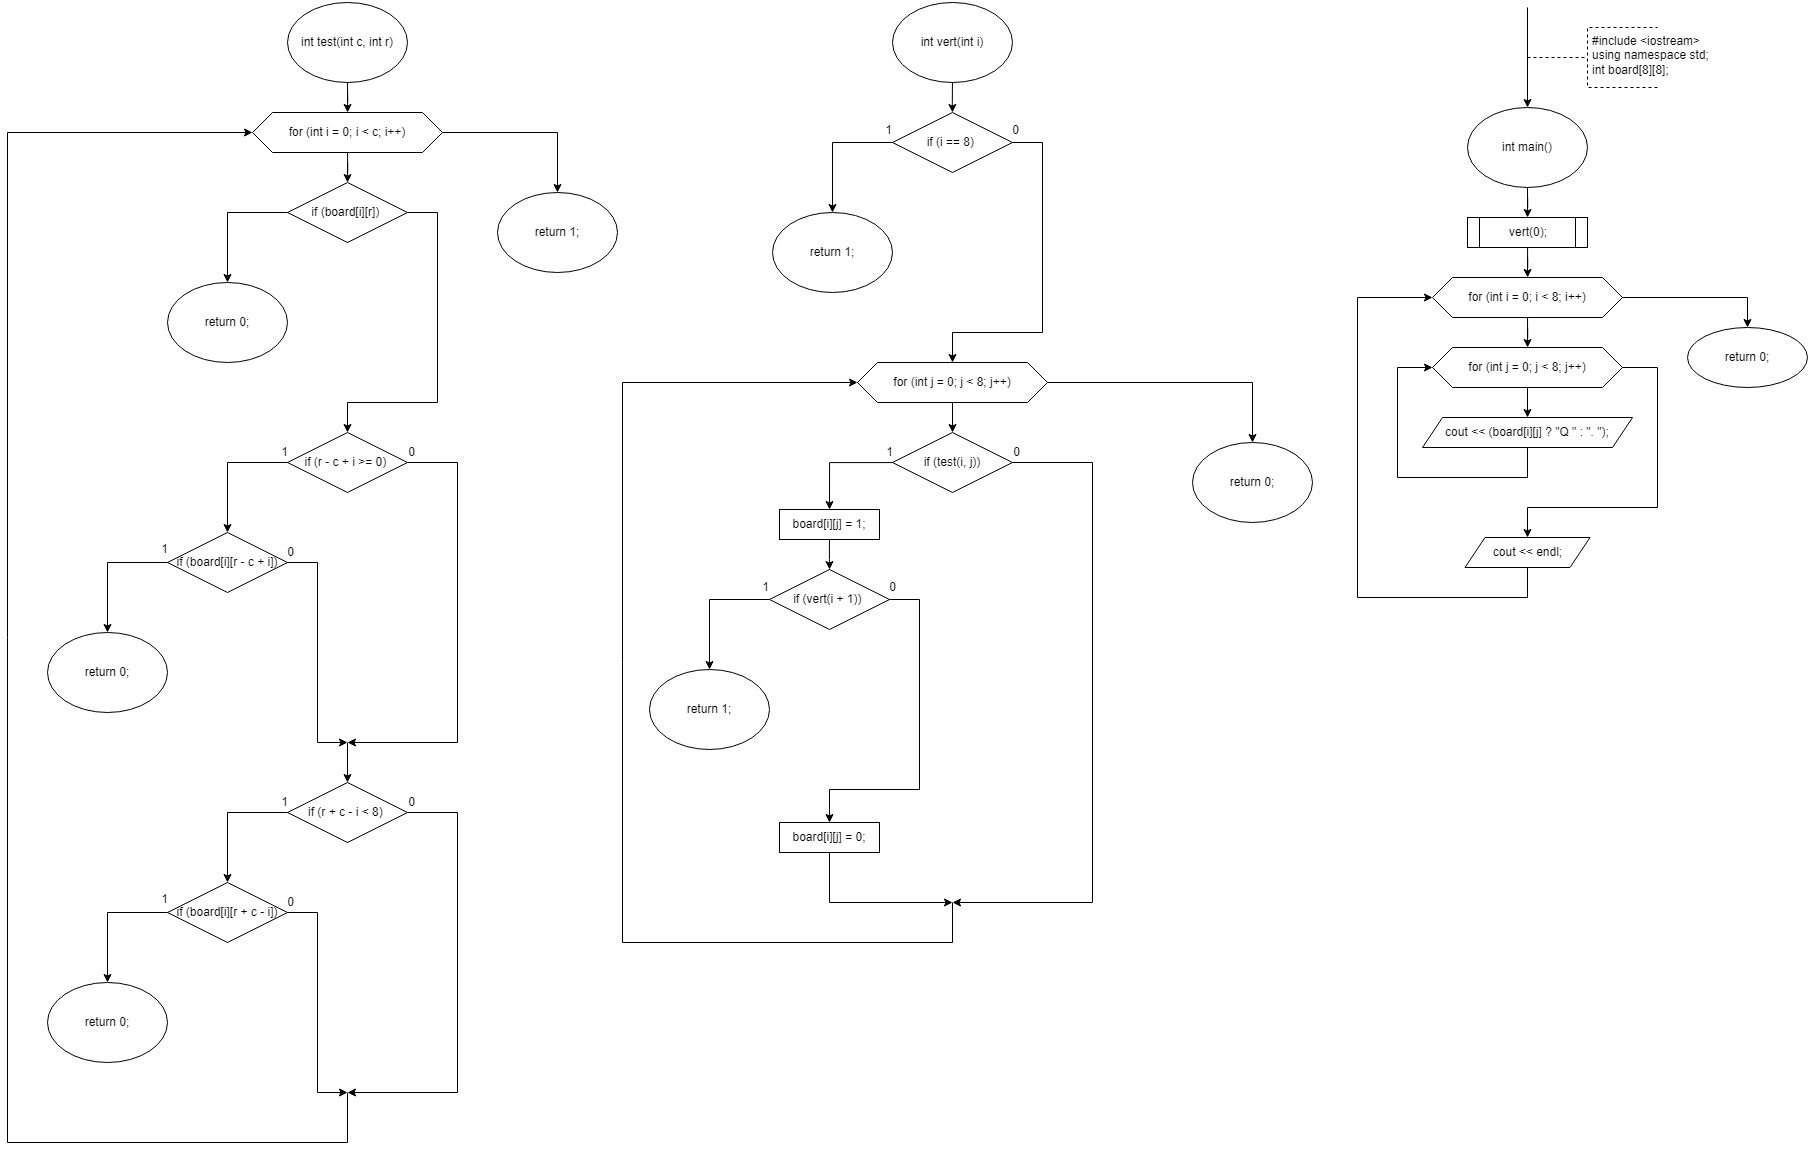 int test(int c, int r)
for (int i = 0; i < c; i++)
if (board[i][r])
return 1;
return 0;
1
if (r - c + i >= 0)
0
1
if (board[i][r - c + i])
0
return 0;
1
if (r + c - i < 8)
0
1
if (board[i][r + c - i])
0
return 0;
int vert(int i)
1
if (i == 8)
0
return 1;
for (int j = 0; j < 8; j++)
1
if (test(i, j))
0
return 0;
board[i][j] = 1;
1
if (vert(i + 1))
0
return 1;
board[i][j] = 0;
#include <iostream>
using namespace std;
int board[8][8];
int main()
vert(0);
for (int i = 0; i < 8; i++)
for (int j = 0; j < 8; j++)
return 0;
cout << (board[i][j] ? "Q " : ". ");
cout << endl;